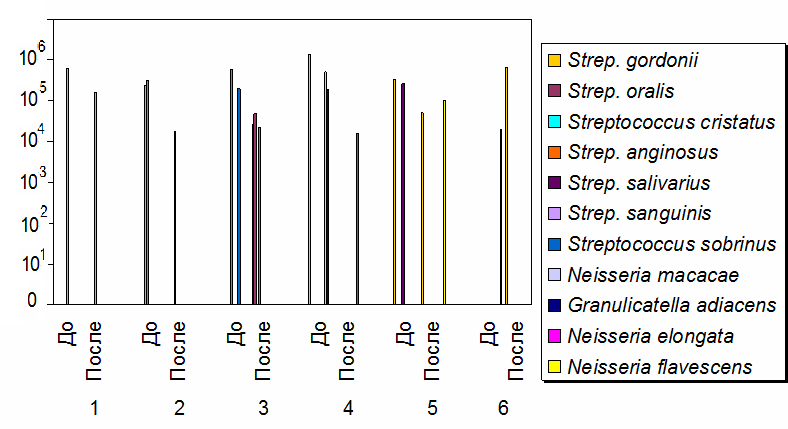 10^6
10^5
10^4
10^3
10^2
10^1
0
До После До После До После До После До После До После
1 2 3 4 5 6
Strep. gordonii
Strep. oralis
Streptococcus cristatus
Strep. anginosus
Strep. salivarius
Strep. sanguinis
Streptococcus sobrinus
Neisseria macacae
Granulicatella adiacens
Neisseria elongata
Neisseria flavescens